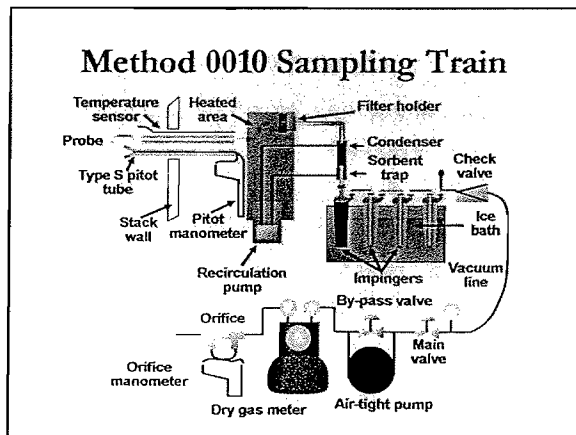 Method 0010 Sampling Train
Temperature
sensor
Heated
area
Filter holder
Probe
Condenser
Sorbent
trap
Check
valve
Type S pitot
tube
Stack
wall
Pitot
manometer
Ice
bath
Recirculation
pump
Impingers
Vacuum
line
Orifice
By-pass valve
Main
valve
Orifice
manometer
Dry gas meter
Air-tight pump